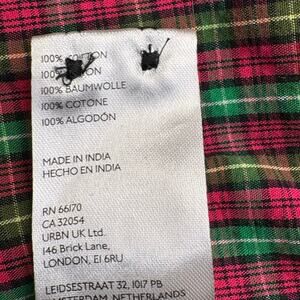 100%
100%
100% BAUMWOLLE
100% COTONE
100% ALGODÓN
MADE IN INDIA
HECHO EN INDIA
RN 66170
CA 32054
URBN UK Ltd.
146 Brick Lane,
LONDON, E1 6RU
LEIDSESTRAAT 32, 1017 PB
AMSTERDAM, NETHERLANDS